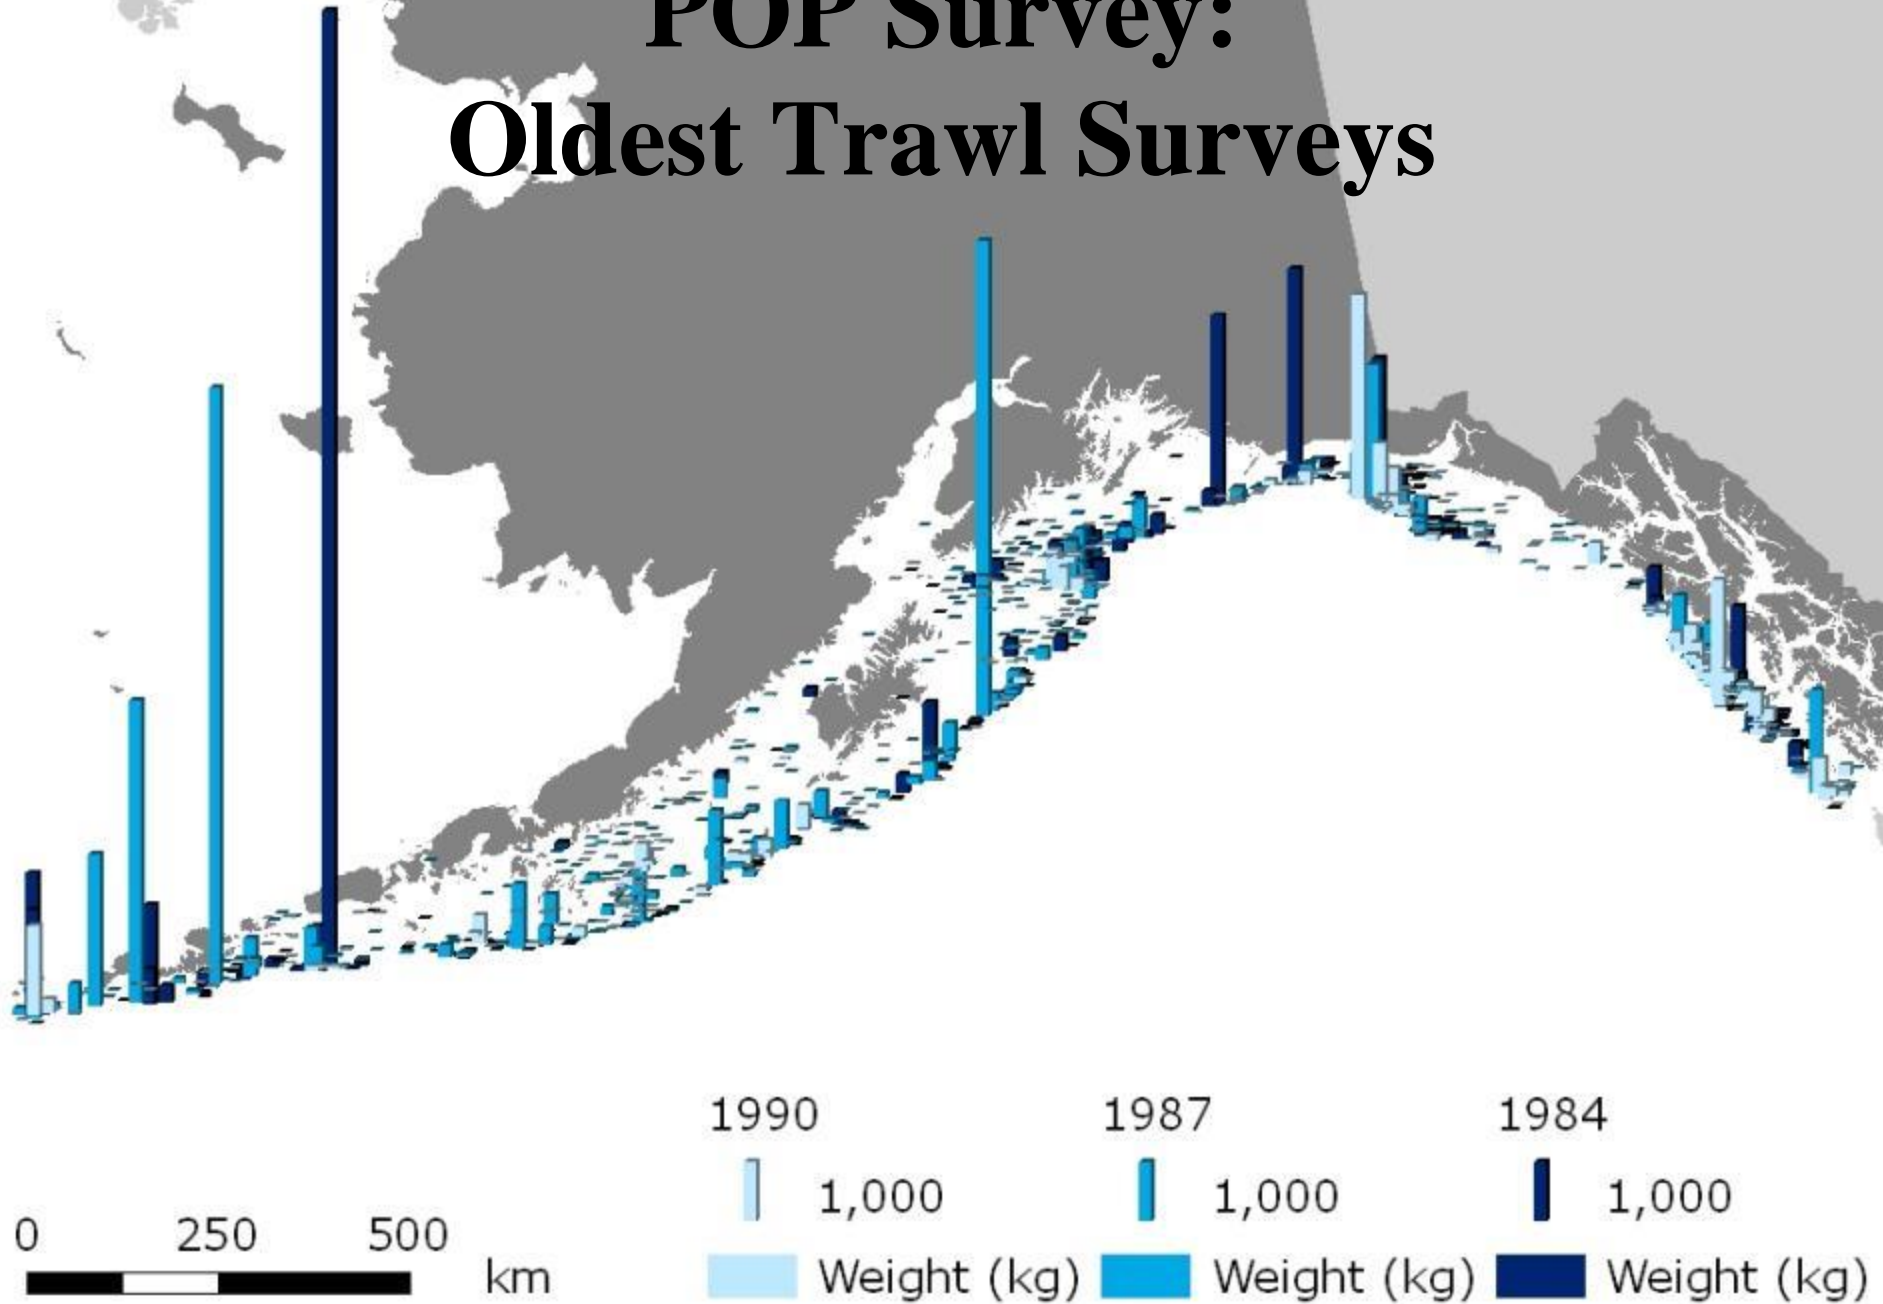 POP Survey:
Oldest Trawl Surveys
1990 1987 1984
1,000 1,000 1,000
0 250 500
km
Weight (kg) Weight (kg) Weight (kg)